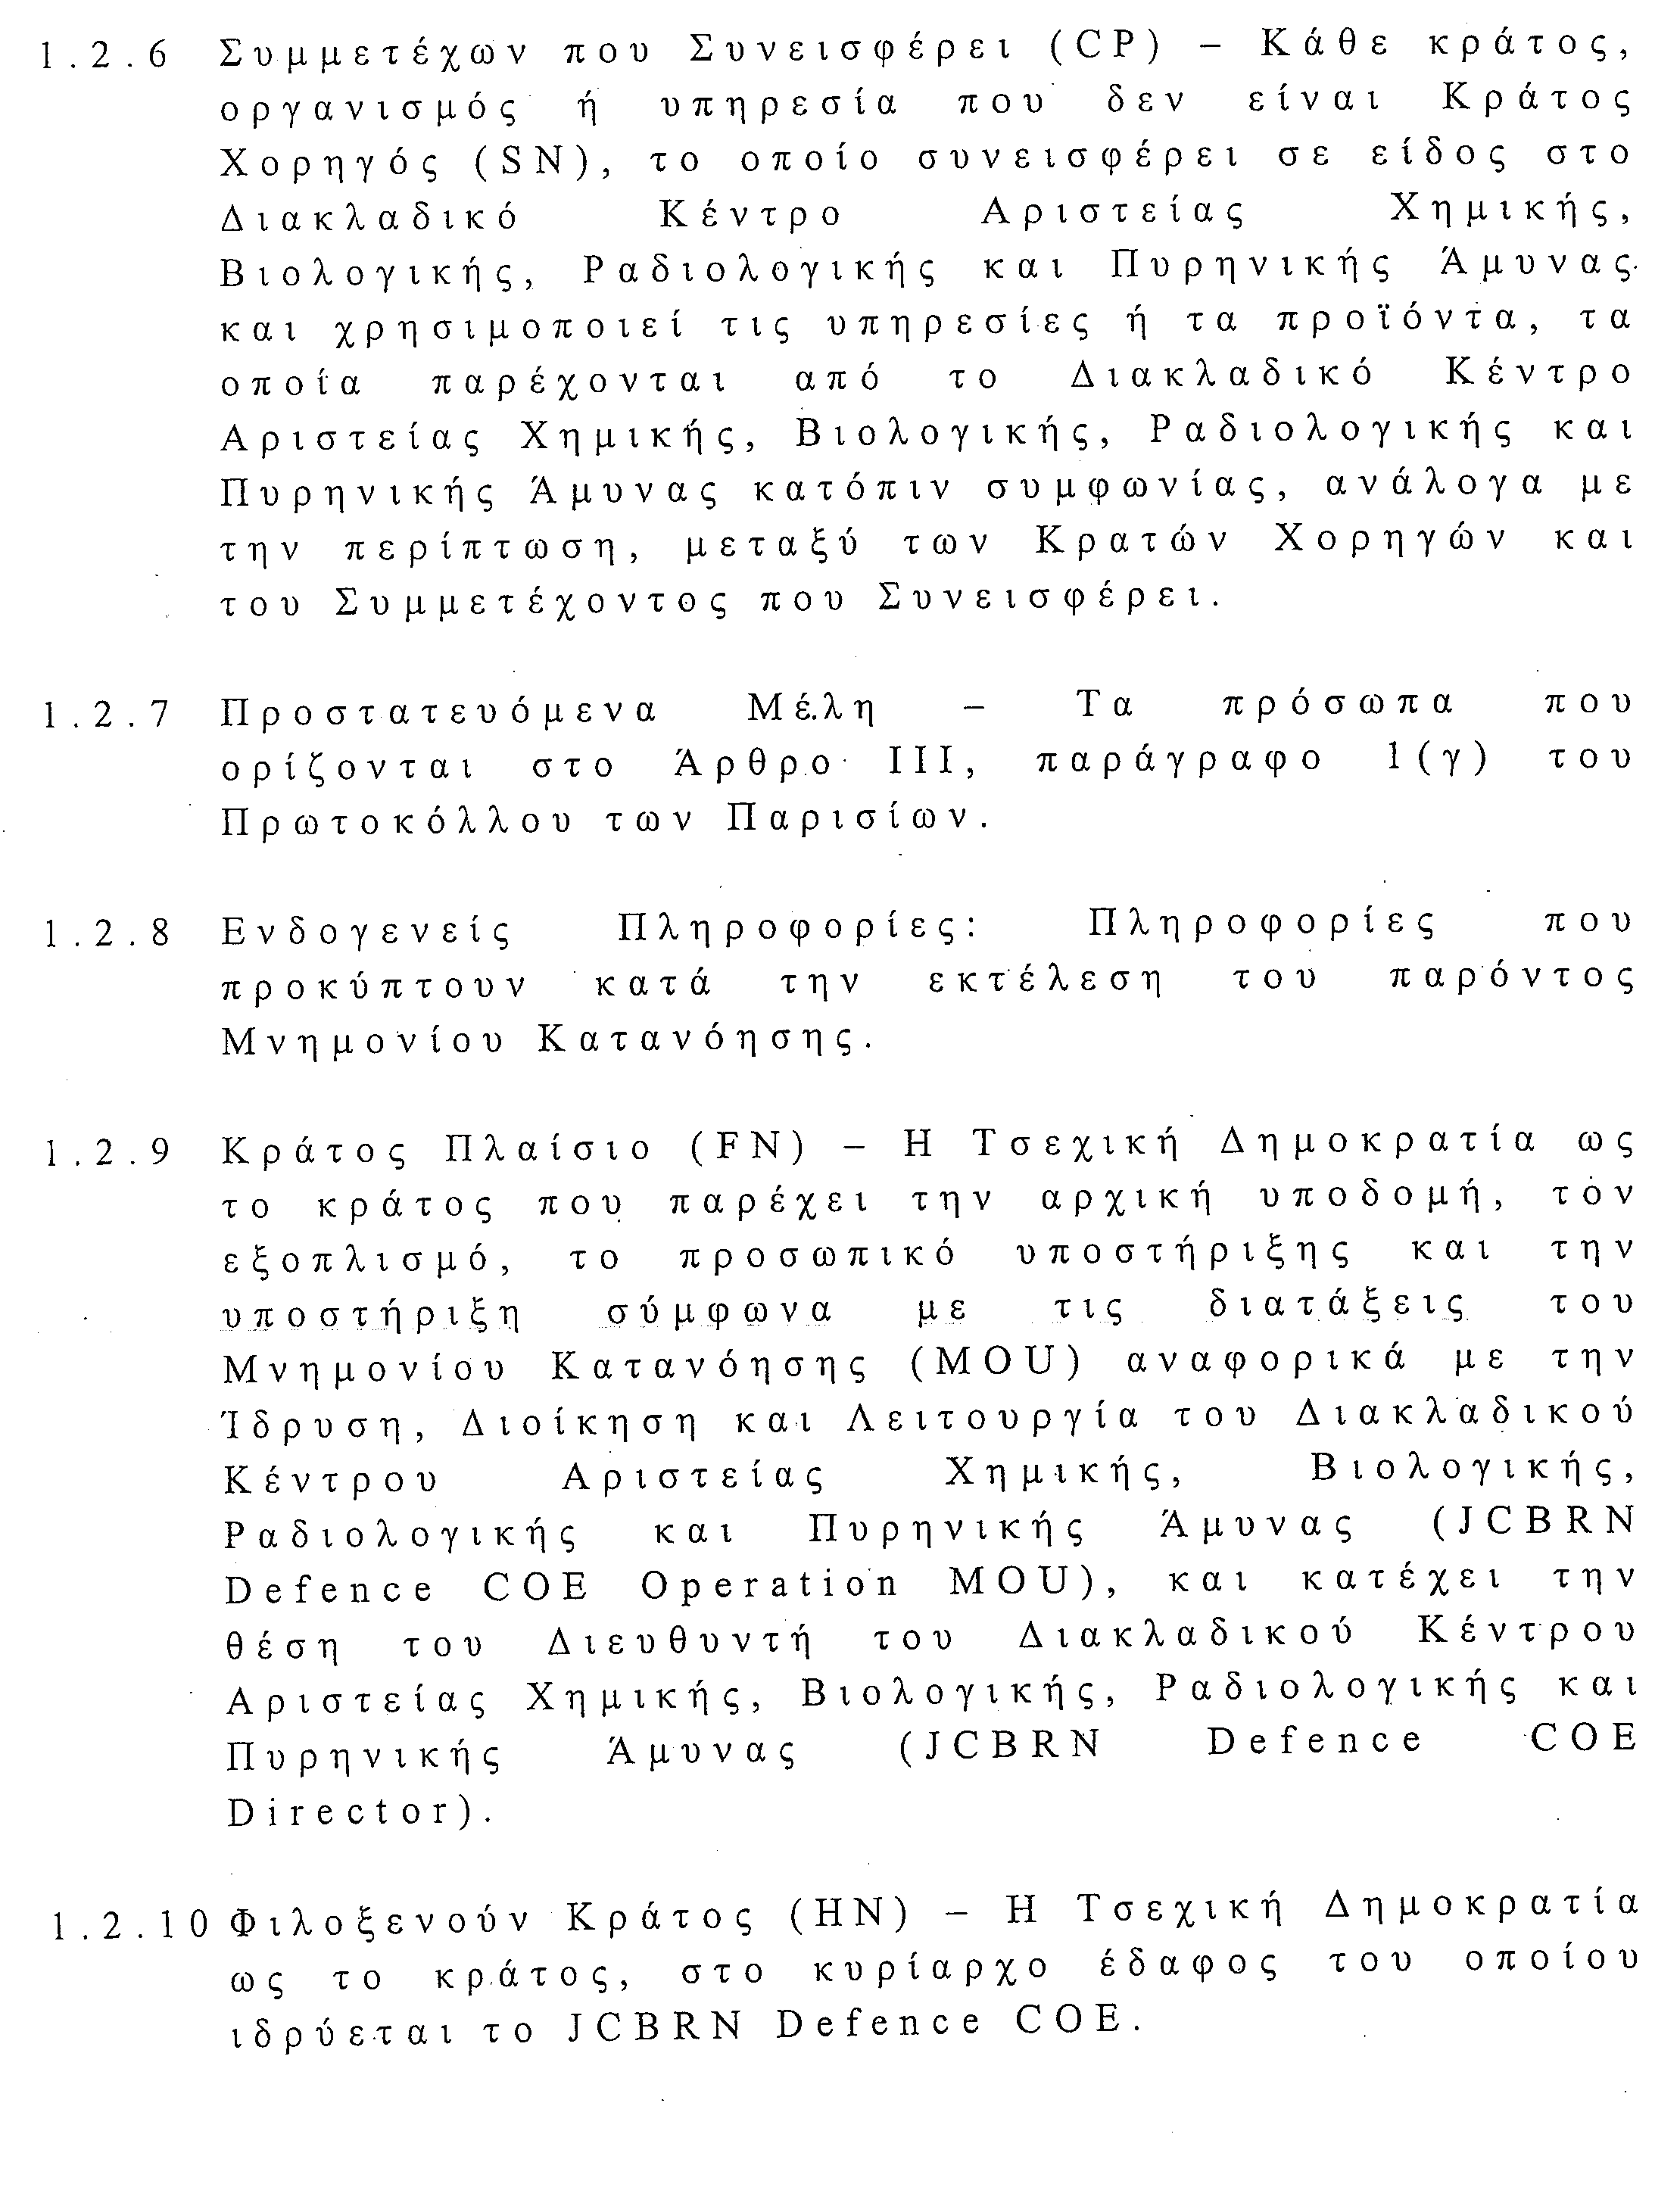 1.2.6 Συμμετέχων που Συνεισφέρει (CP) – Κάθε κράτος,
οργανισμός ή υπηρεσία που δεν είναι Κράτος
Χορηγός (SN), το οποίο συνεισφέρει σε είδος στο
Διακλαδικό Κέντρο Αριστείας Χημικής,
Βιολογικής, Ραδιολογικής και Πυρηνικής Άμυνας
και χρησιμοποιεί τις υπηρεσίες ή τα προϊόντα, τα
οποία παρέχονται από το Διακλαδικό Κέντρο
Αριστείας Χημικής, Βιολογικής, Ραδιολογικής και
Πυρηνικής Άμυνας κατόπιν συμφωνίας, ανάλογα με
την περίπτωση, μεταξύ των Κρατών Χορηγών και
του Συμμετέχοντος που Συνεισφέρει.
1.2.7 Προστατευόμενα Μέλη – Τα πρόσωπα που
ορίζονται στο Άρθρο III, παράγραφο 1(γ) του
Πρωτοκόλλου των Παρισίων.
1.2.8 Ενδογενείς Πληροφορίες: Πληροφορίες που
προκύπτουν κατά την εκτέλεση του παρόντος
Μνημονίου Κατανόησης.
1.2.9 Κράτος Πλαίσιο (FN) – Η Τσεχική Δημοκρατία ως
το κράτος που παρέχει την αρχική υποδομή, τον
εξοπλισμό, το προσωπικό υποστήριξης και την
υποστήριξη σύμφωνα με τις διατάξεις του
Μνημονίου Κατανόησης (MOU) αναφορικά με την
Ίδρυση, Διοίκηση και Λειτουργία του Διακλαδικού
Κέντρου Αριστείας Χημικής, Βιολογικής,
Ραδιολογικής και Πυρηνικής Άμυνας (JCBRN
Defence COE Operation MOU), και κατέχει την
θέση του Διευθυντή του Διακλαδικού Κέντρου
Αριστείας Χημικής, Βιολογικής, Ραδιολογικής και
Πυρηνικής Άμυνας (JCBRN Defence COE
Director).
1.2.10 Φιλοξενούν Κράτος (HN) – Η Τσεχική Δημοκρατία
ως το κράτος, στο κυρίαρχο έδαφος του οποίου
ιδρύεται το JCBRN Defence COE.